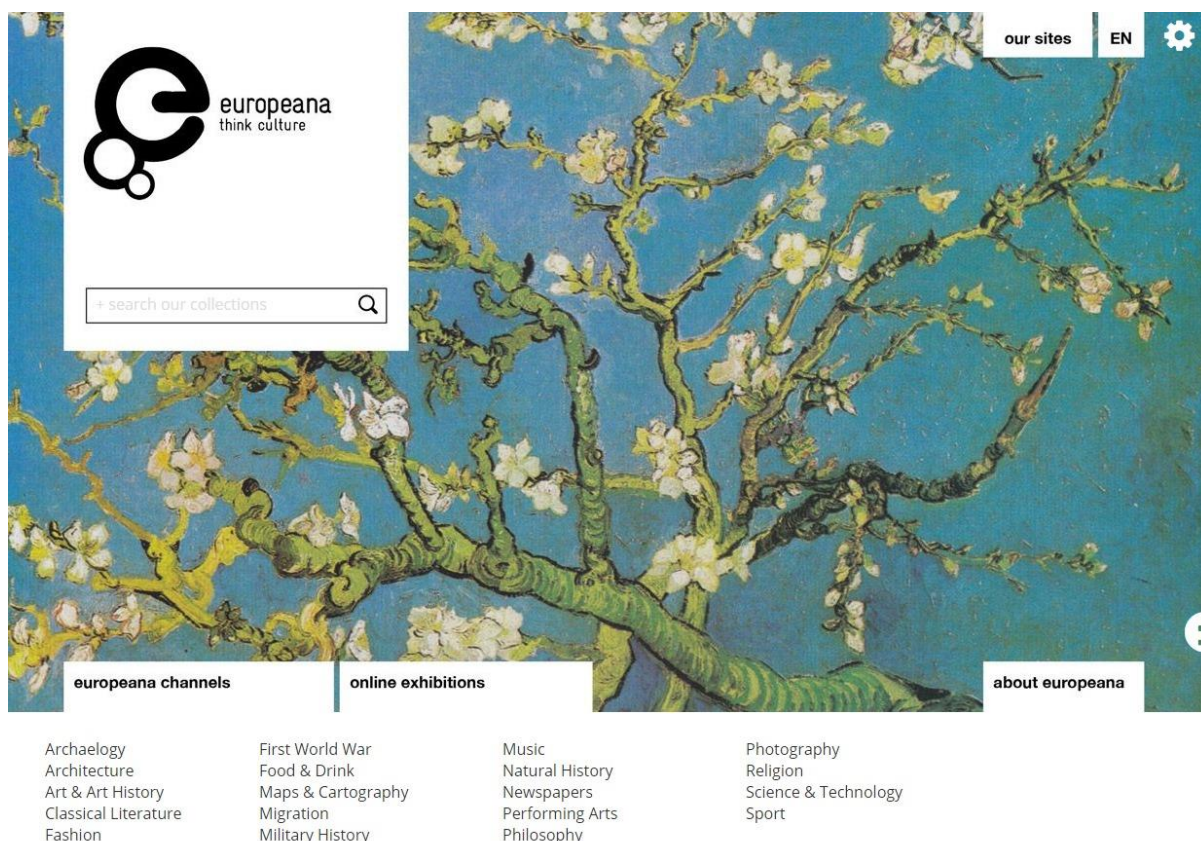 our sites
EN
europeana
think culture
+ search our collections
europeana channels
online exhibitions
about europeana
Archaelogy
Architecture
Art & Art History
Classical Literature
Fashion
First World War
Food & Drink
Maps & Cartography
Migration
Military History
Music
Natural History
Newspapers
Performing Arts
Philosophy
Photography
Religion
Science & Technology
Sport